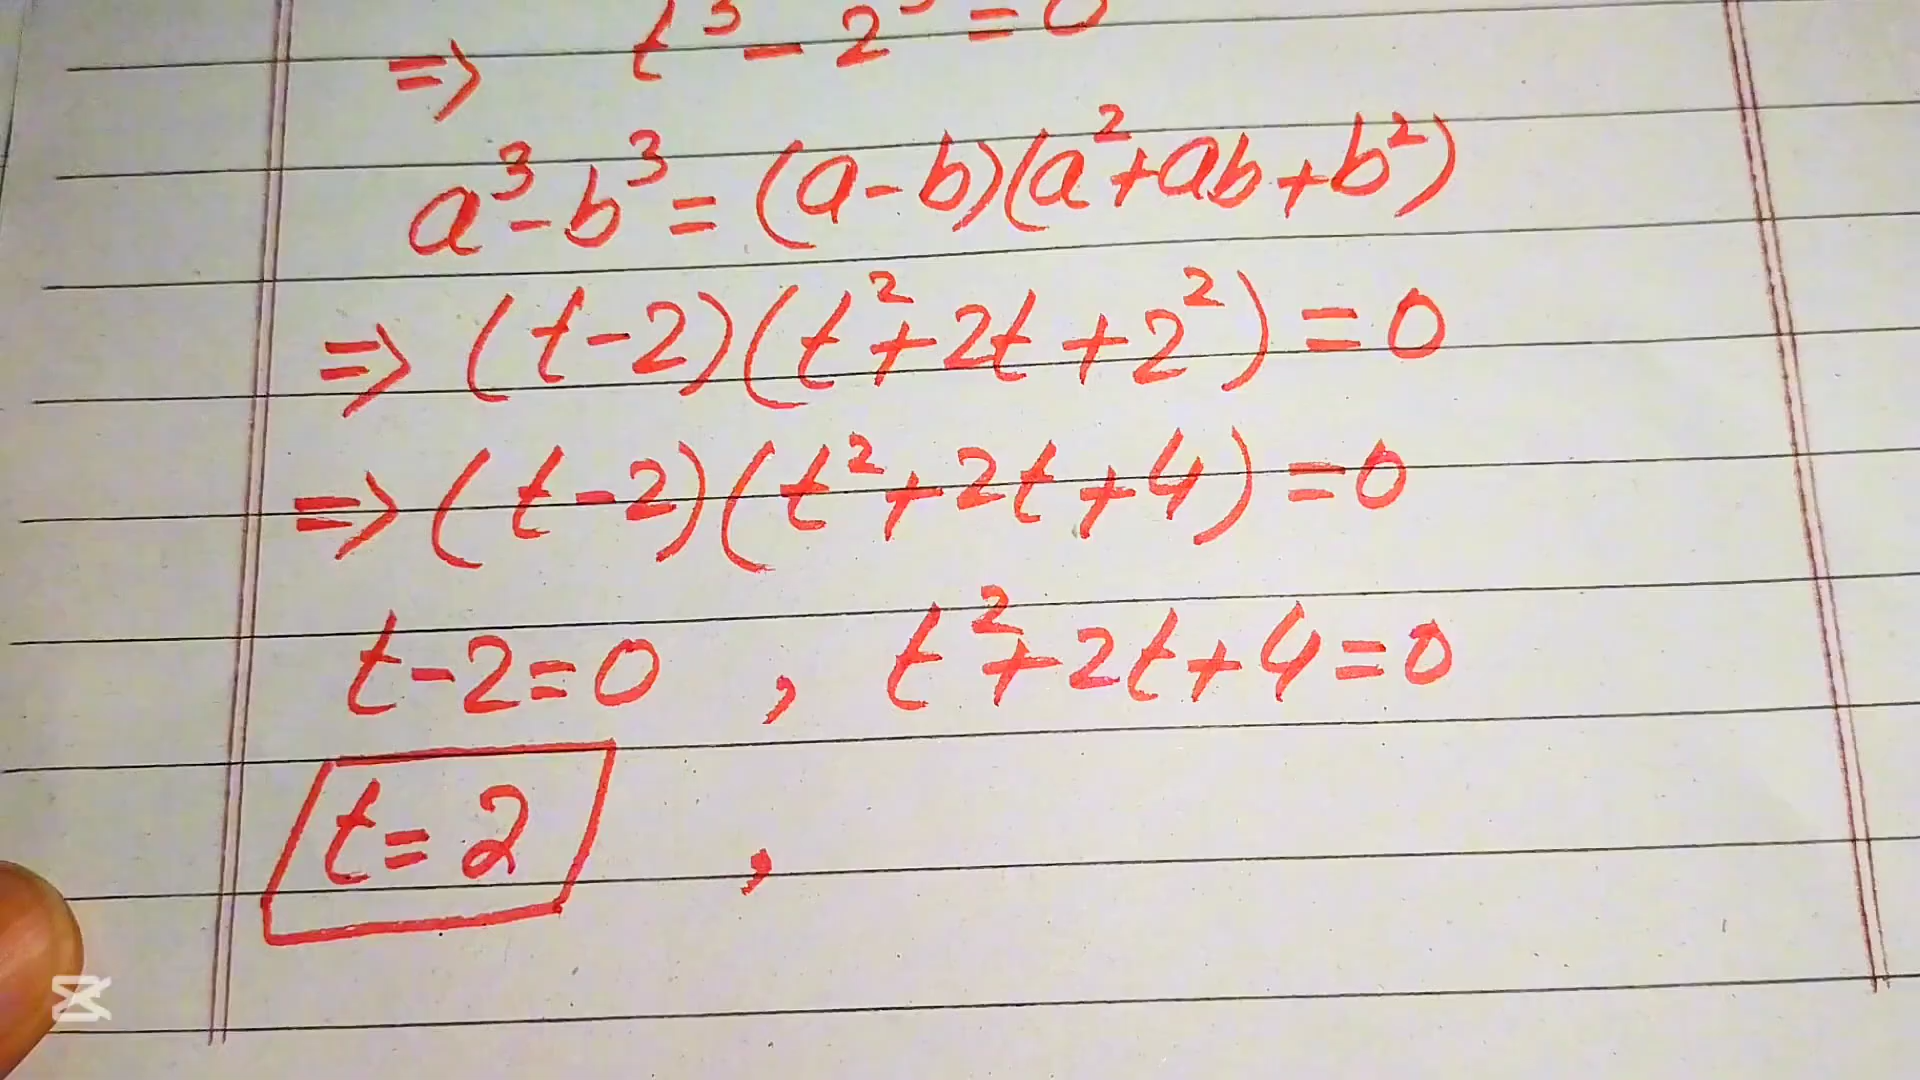 => t³ - 2³ = 0
a³ - b³ = (a - b)(a² + ab + b²)
=> (t - 2)(t² + 2t + 2²) = 0
=> (t - 2)(t² + 2t + 4) = 0
t - 2 = 0 , t² + 2t + 4 = 0
t = 2 ,